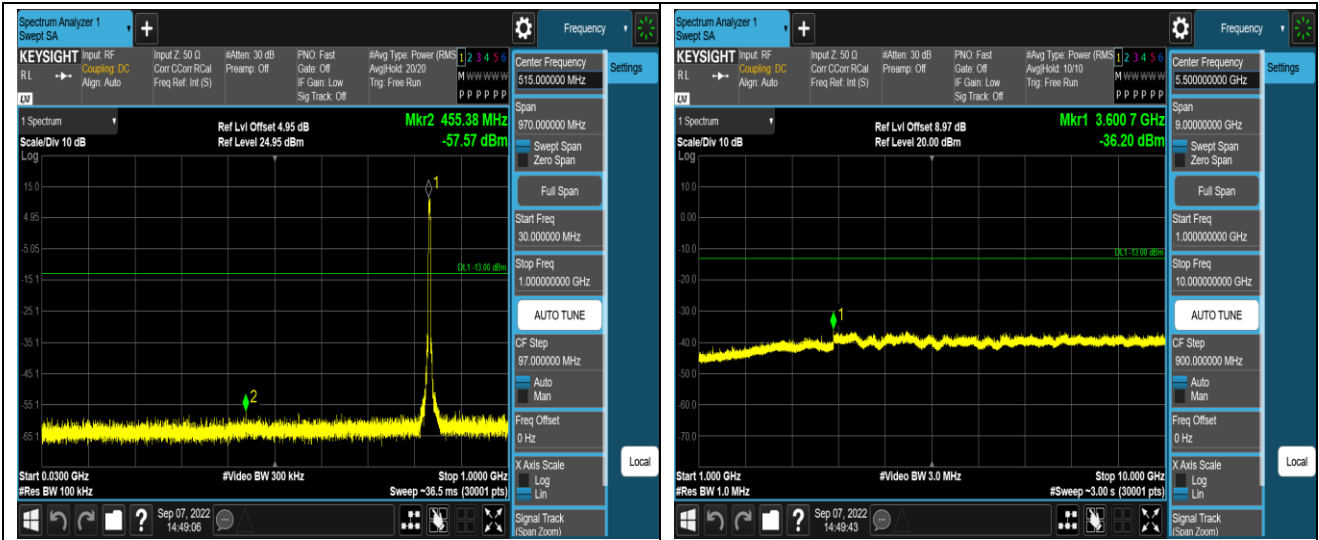 Spectrum Analyzer 1
Swept SA
Frequency
KEYSIGHT
RL
Input: RF
Coupling: DC
Align: Auto
Input Z: 50 Ω
Corr CCorr RCal
Freq Ref: Int (S)
#Atten: 30 dB
Preamp: Off
PNO: Fast
Gate: Off
IF Gain: Low
Sig Track: Off
#Avg Type: Power (RMS
Avg|Hold: 20/20
Trig: Free Run
1 2 3 4 5 6
M W W W W W
P P P P P P
LXI
1 Spectrum
Scale/Div 10 dB
Log
Ref Lvl Offset 4.95 dB
Ref Level 24.95 dBm
Mkr2 455.38 MHz
-57.57 dBm
15.0
4.95
-5.05
-15.1
-25.1
-35.1
-45.1
-55.1
-65.1
1
2
DL1 -13.00 dBm
Start 0.0300 GHz
#Res BW 100 kHz
#Video BW 300 kHz
Stop 1.0000 GHz
Sweep ~36.5 ms (30001 pts)
Center Frequency
515.000000 MHz
Settings
Span
970.000000 MHz
Swept Span
Zero Span
Full Span
Start Freq
30.000000 MHz
Stop Freq
1.000000000 GHz
AUTO TUNE
CF Step
97.000000 MHz
Auto
Man
Freq Offset
0 Hz
X Axis Scale
Log
Lin
Local
Signal Track
(Span Zoom)
?
Sep 07, 2022
14:49:06
Spectrum Analyzer 1
Swept SA
Frequency
KEYSIGHT
RL
Input: RF
Coupling: DC
Align: Auto
Input Z: 50 Ω
Corr CCorr RCal
Freq Ref: Int (S)
#Atten: 30 dB
Preamp: Off
PNO: Fast
Gate: Off
IF Gain: Low
Sig Track: Off
#Avg Type: Power (RMS
Avg|Hold: 10/10
Trig: Free Run
1 2 3 4 5 6
M W W W W W
P P P P P P
LXI
1 Spectrum
Scale/Div 10 dB
Log
Ref Lvl Offset 8.97 dB
Ref Level 20.00 dBm
Mkr1 3.600 7 GHz
-36.20 dBm
10.0
0.00
-10.0
-20.0
-30.0
-40.0
-50.0
-60.0
-70.0
1
DL1 -13.00 dBm
Start 1.000 GHz
#Res BW 1.0 MHz
#Video BW 3.0 MHz
Stop 10.000 GHz
#Sweep ~3.00 s (30001 pts)
Center Frequency
5.500000000 GHz
Settings
Span
9.00000000 GHz
Swept Span
Zero Span
Full Span
Start Freq
1.000000000 GHz
Stop Freq
10.000000000 GHz
AUTO TUNE
CF Step
900.000000 MHz
Auto
Man
Freq Offset
0 Hz
X Axis Scale
Log
Lin
Local
Signal Track
(Span Zoom)
?
Sep 07, 2022
14:49:43